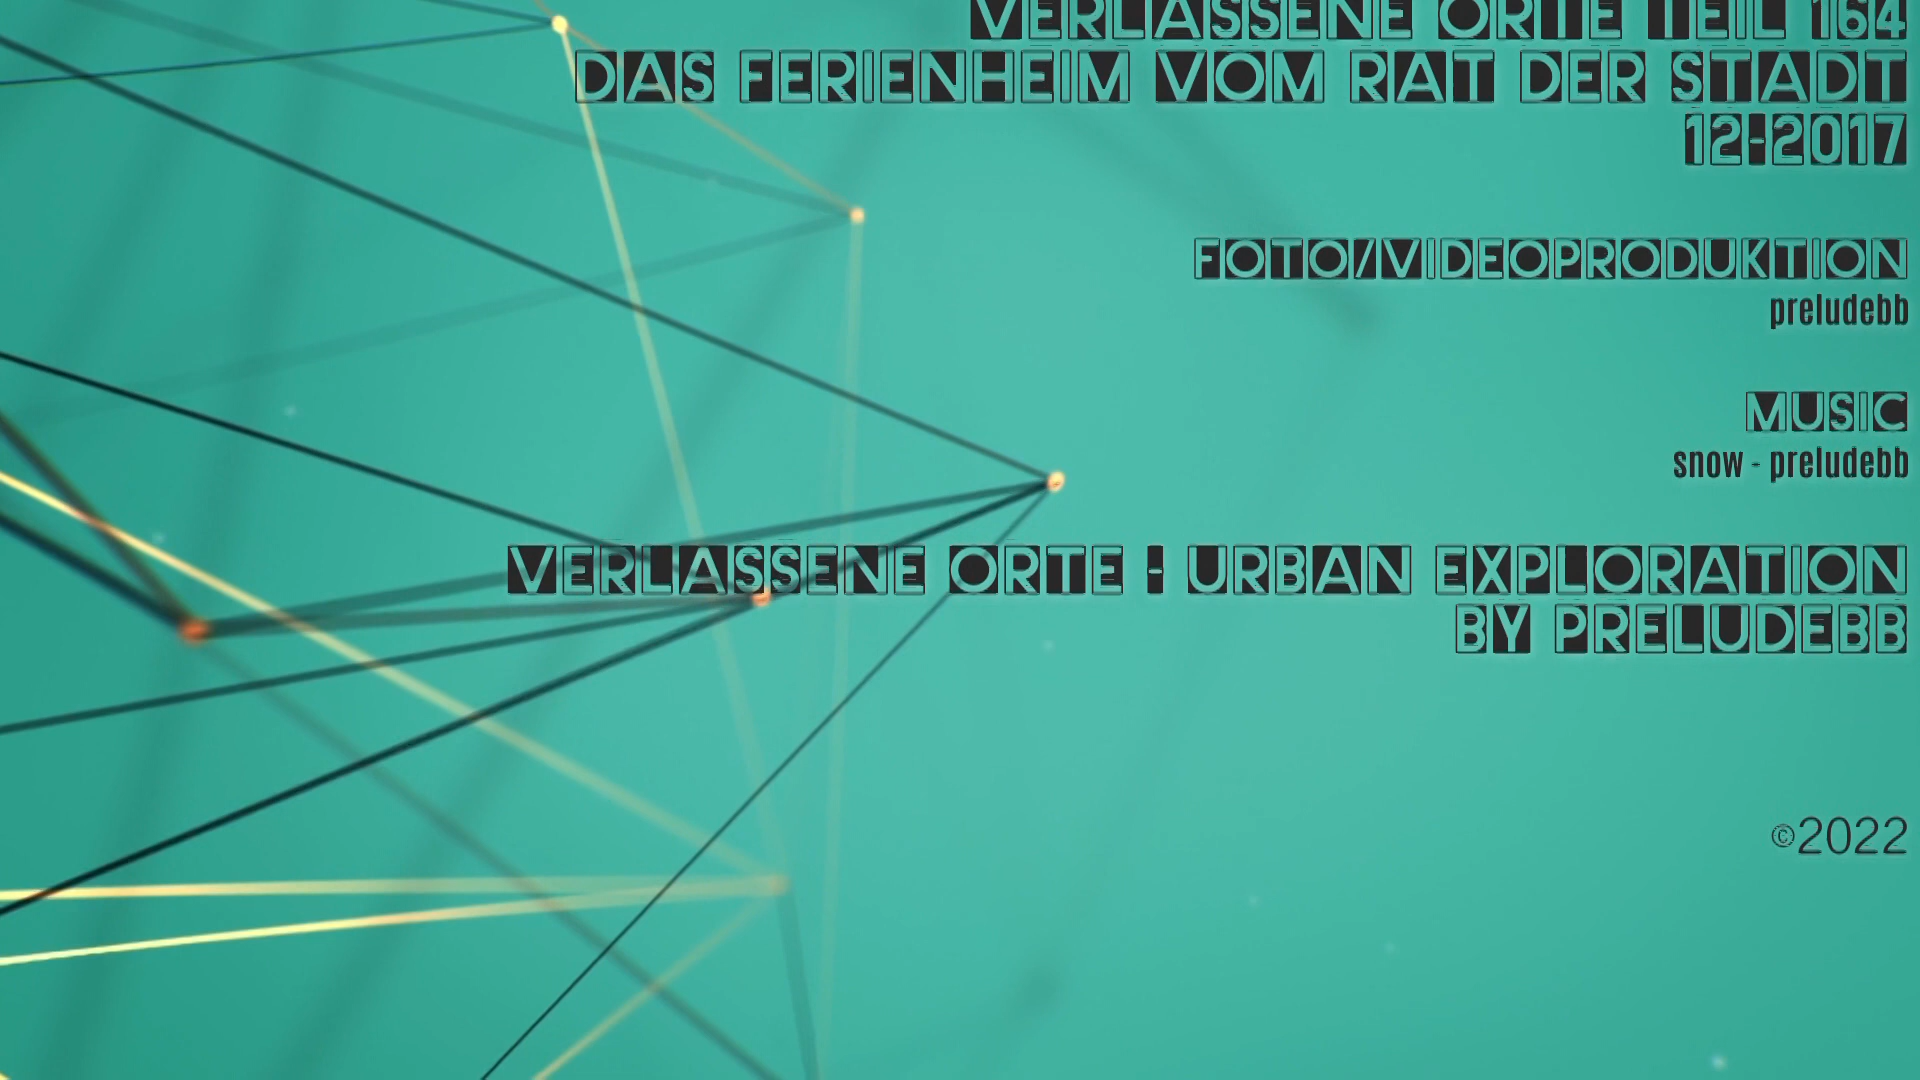 VERLASSENE ORTE TEIL 164
DAS FERIENHEIM VOM RAT DER STADT
12-2017
FOTO/VIDEOPRODUKTION
preludebb
MUSIC
snow - preludebb
VERLASSENE ORTE - URBAN EXPLORATION
BY PRELUDEBB
©2022